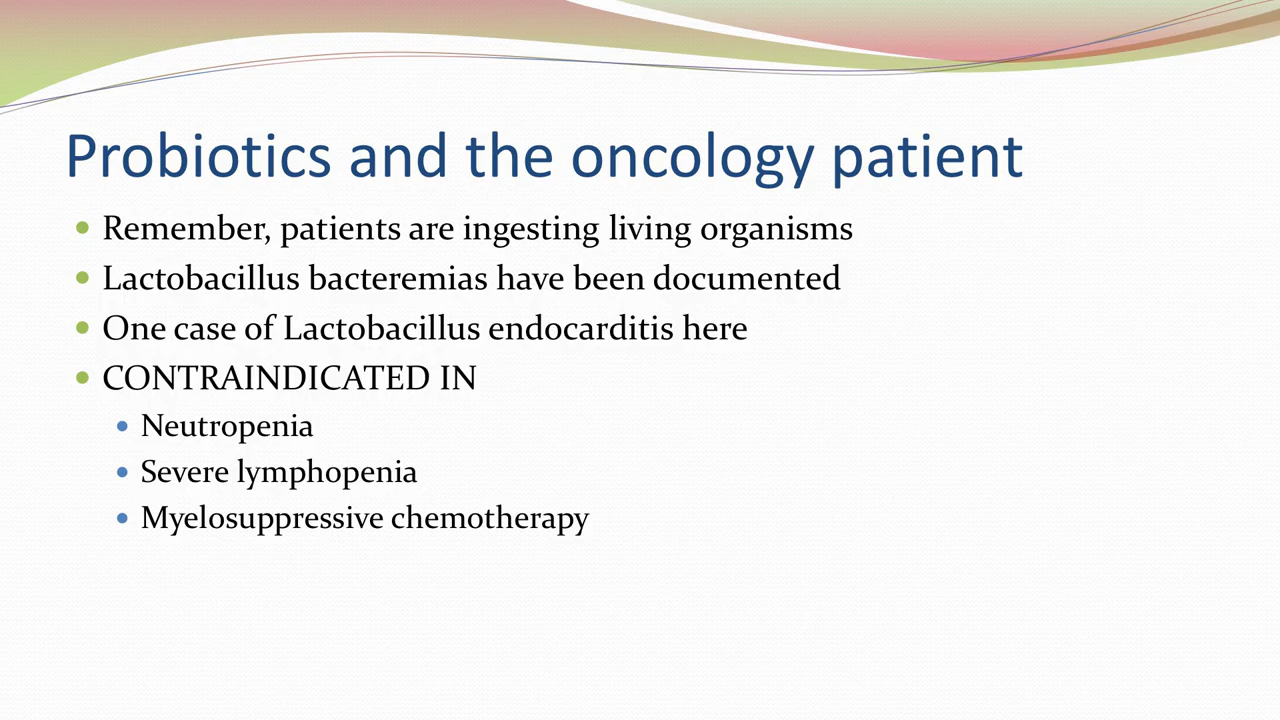 Probiotics and the oncology patient
Remember, patients are ingesting living organisms
Lactobacillus bacteremias have been documented
One case of Lactobacillus endocarditis here
CONTRAINDICATED IN
Neutropenia
Severe lymphopenia
Myelosuppressive chemotherapy